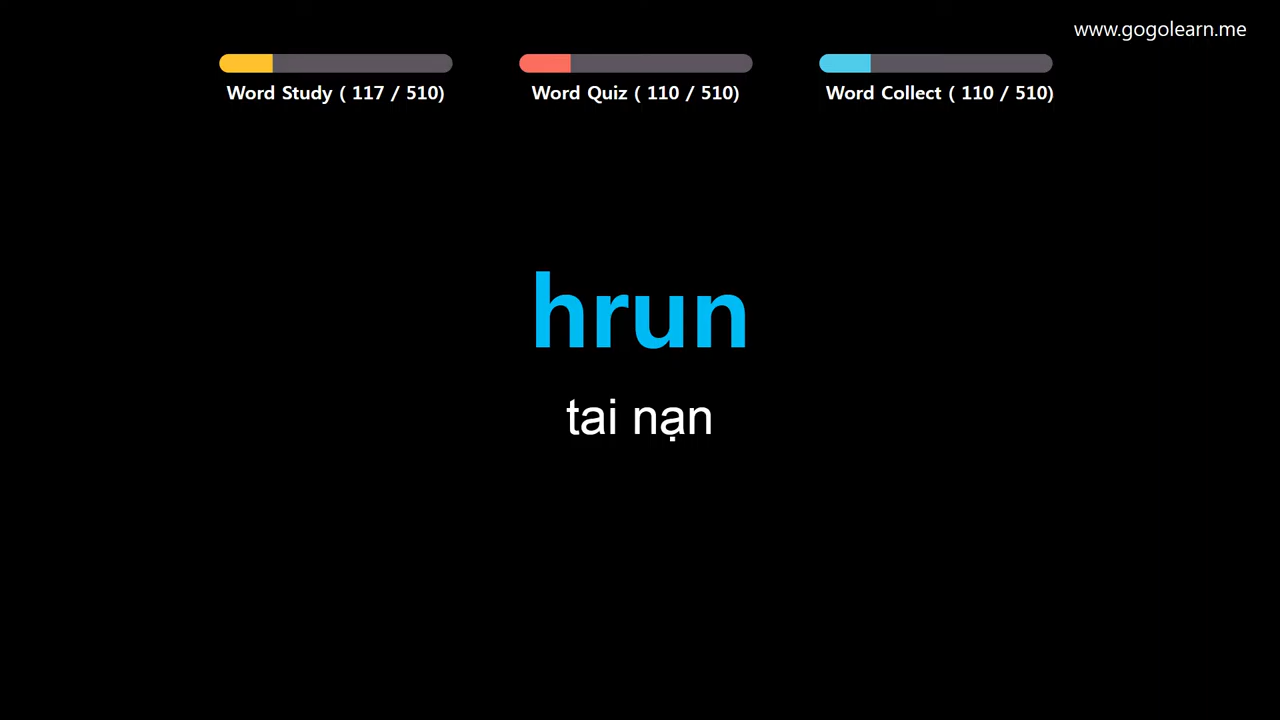 www.gogolearn.me
Word Study ( 117 / 510)
Word Quiz ( 110 / 510)
Word Collect ( 110 / 510)
hrun
tai nạn